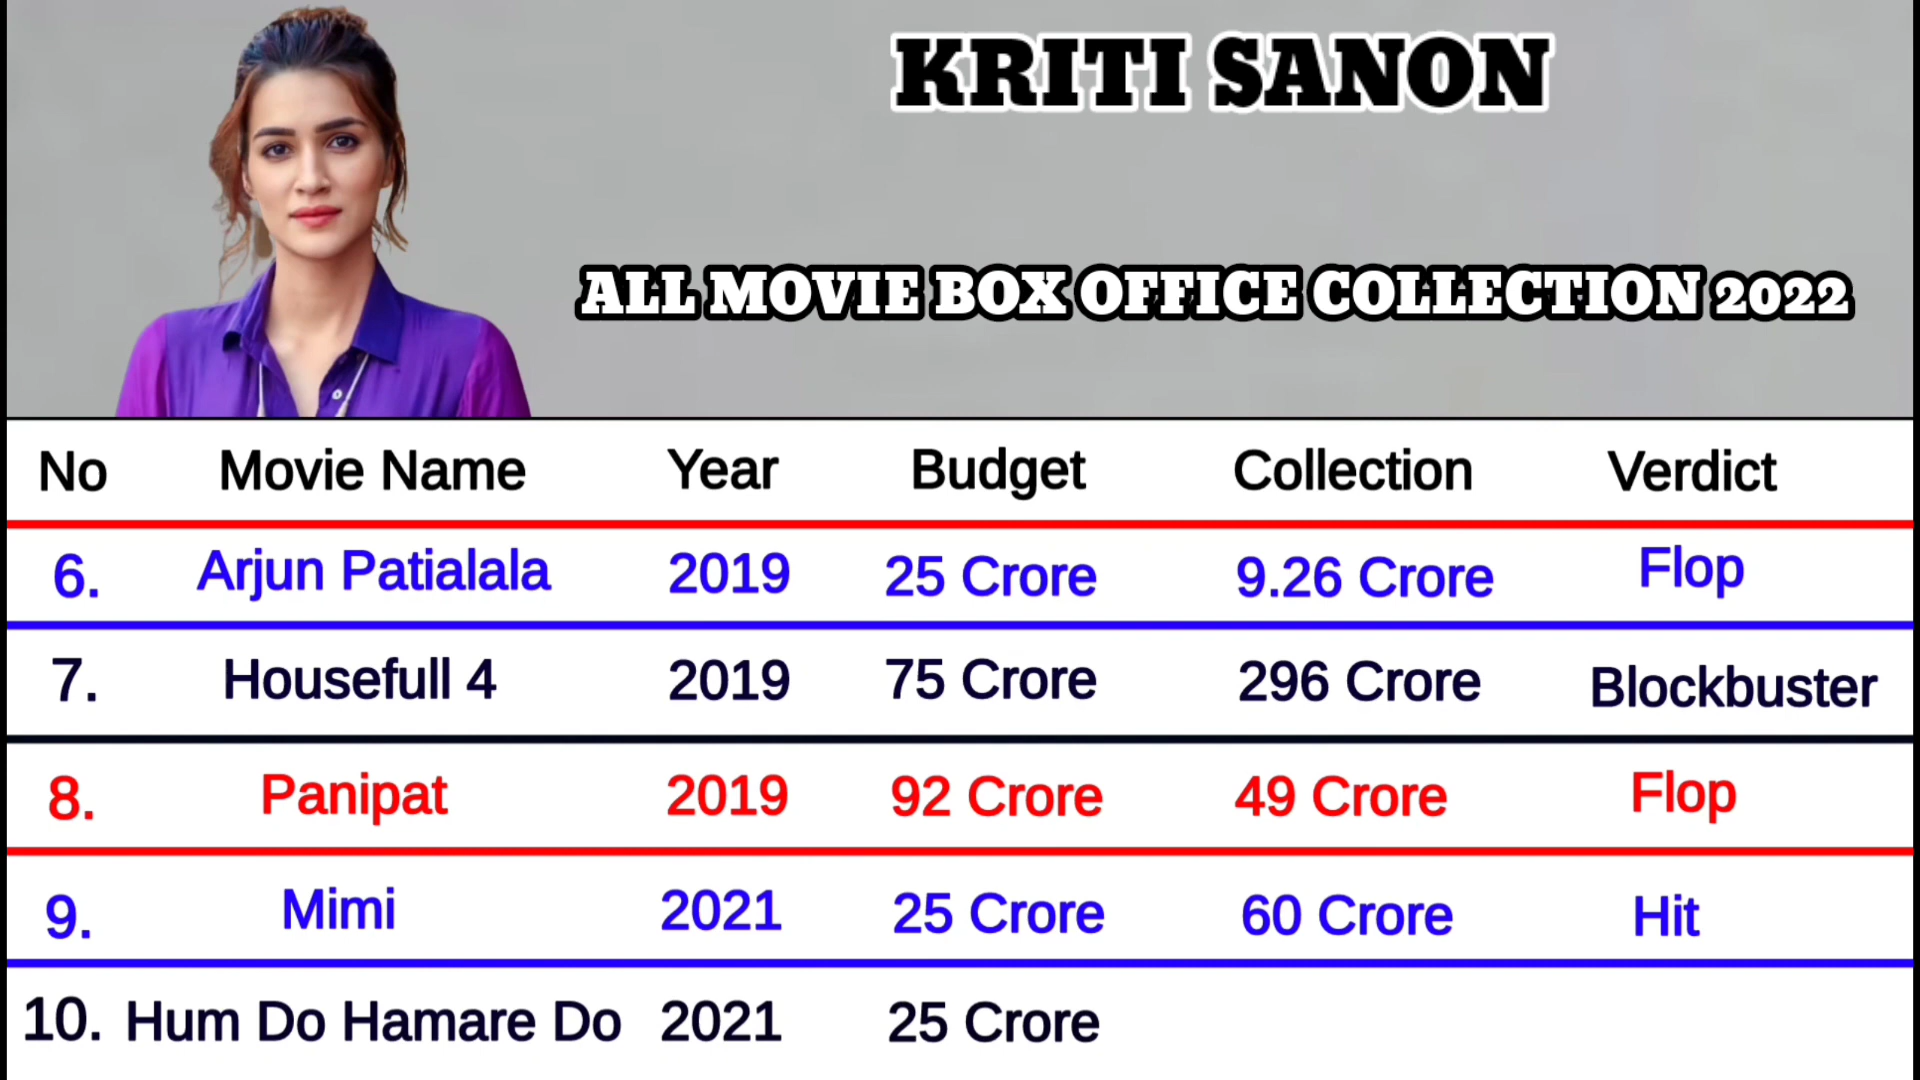 KRITI SANON
ALL MOVIE BOX OFFICE COLLECTION 2022
No Movie Name Year Budget Collection Verdict
6. Arjun Patialala 2019 25 Crore 9.26 Crore Flop
7. Housefull 4 2019 75 Crore 296 Crore Blockbuster
8. Panipat 2019 92 Crore 49 Crore Flop
9. Mimi 2021 25 Crore 60 Crore Hit
10. Hum Do Hamare Do 2021 25 Crore